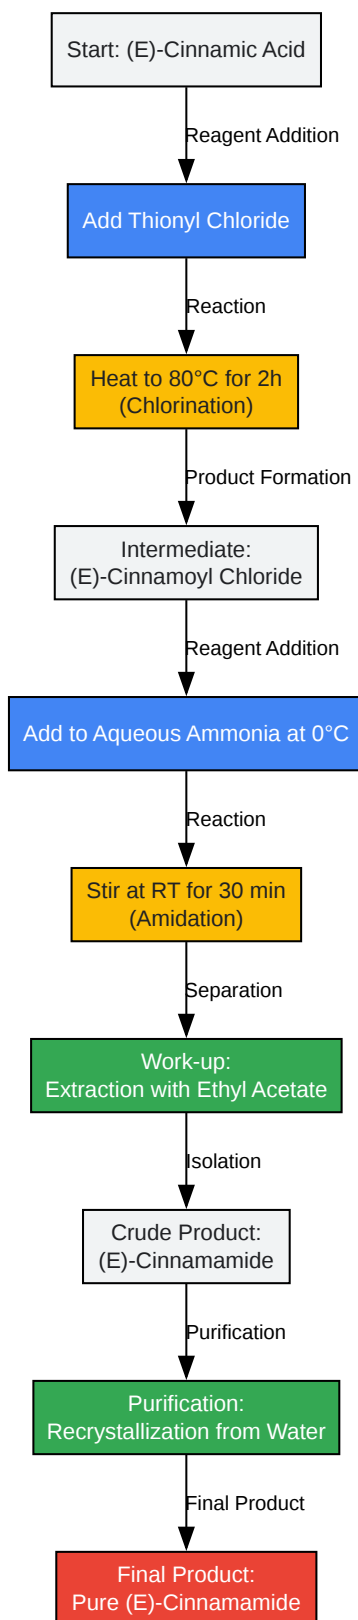 Start: (E)-Cinnamic Acid
Reagent Addition
Add Thionyl Chloride
Reaction
Heat to 80°C for 2h
(Chlorination)
Product Formation
Intermediate:
(E)-Cinnamoyl Chloride
Reagent Addition
Add to Aqueous Ammonia at 0°C
Reaction
Stir at RT for 30 min
(Amidation)
Separation
Work-up:
Extraction with Ethyl Acetate
Isolation
Crude Product:
(E)-Cinnamamide
Purification
Purification:
Recrystallization from Water
Final Product
Final Product:
Pure (E)-Cinnamamide